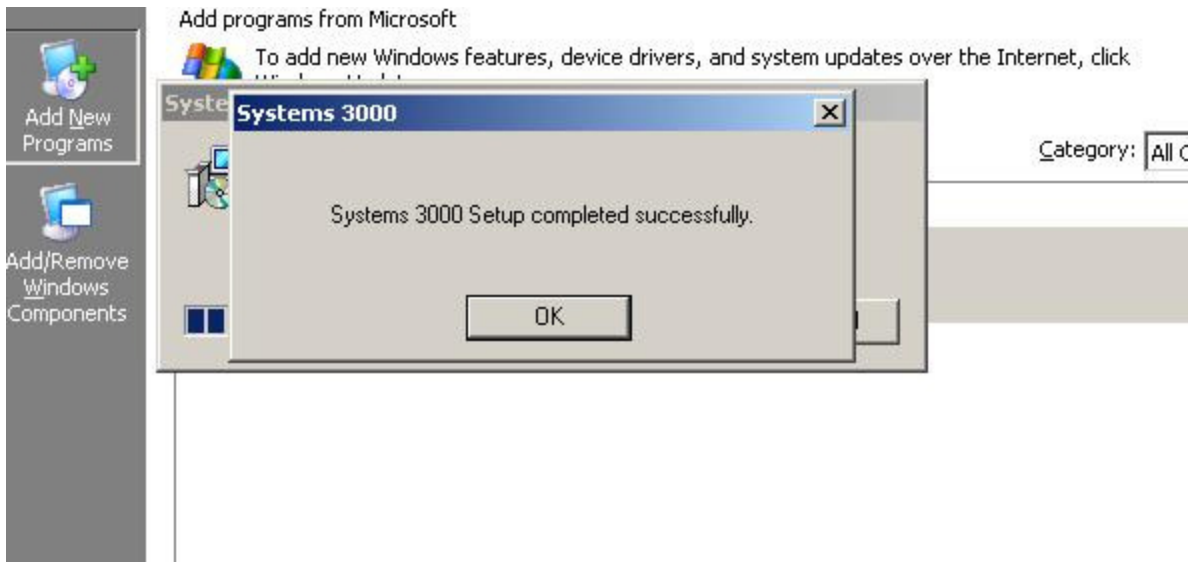 Add programs from Microsoft
To add new Windows features, device drivers, and system updates over the Internet, click
Add New
Programs
Category: All
Systems 3000
Systems 3000 Setup completed successfully.
OK
Add/Remove
Windows
Components